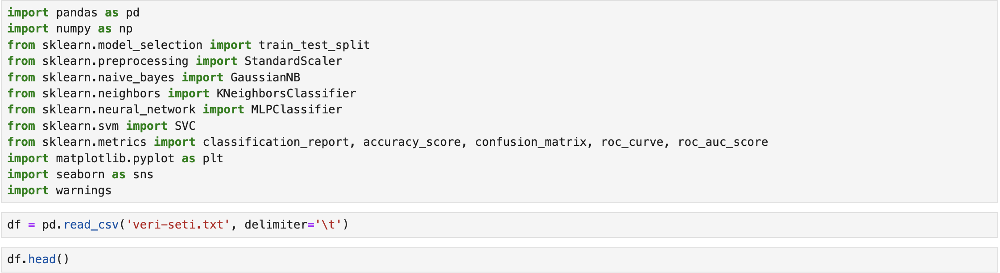 import pandas as pd
import numpy as np
from sklearn.model_selection import train_test_split
from sklearn.preprocessing import StandardScaler
from sklearn.naive_bayes import GaussianNB
from sklearn.neighbors import KNeighborsClassifier
from sklearn.neural_network import MLPClassifier
from sklearn.svm import SVC
from sklearn.metrics import classification_report, accuracy_score, confusion_matrix, roc_curve, roc_auc_score
import matplotlib.pyplot as plt
import seaborn as sns
import warnings
df = pd.read_csv('veri-seti.txt', delimiter='\t')
df.head()